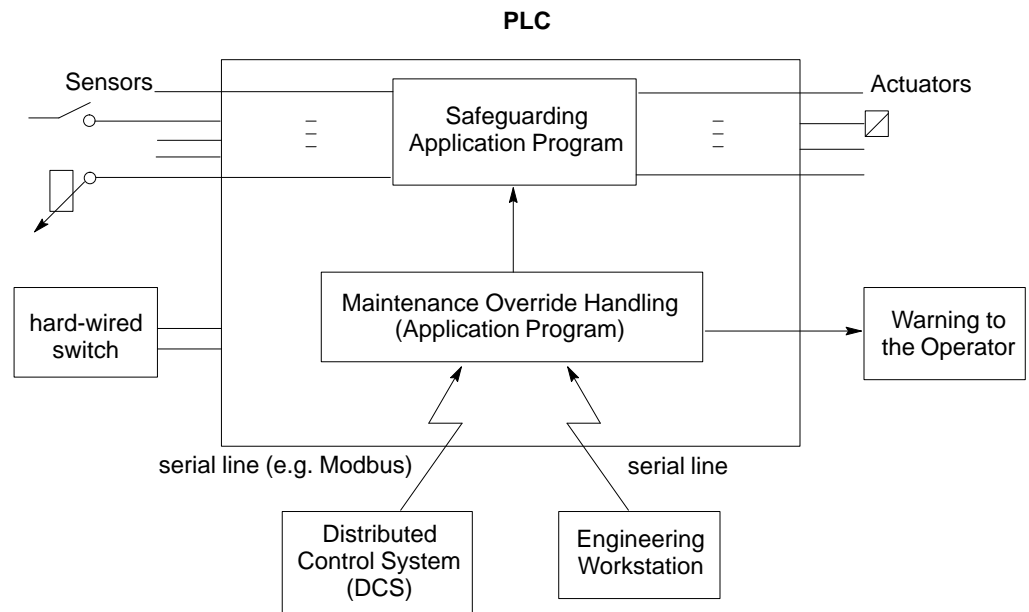 PLC
Sensors
Actuators
Safeguarding
Application Program
Maintenance Override Handling
(Application Program)
hard-wired
switch
Warning to
the Operator
serial line (e.g. Modbus)
serial line
Distributed
Control System
(DCS)
Engineering
Workstation